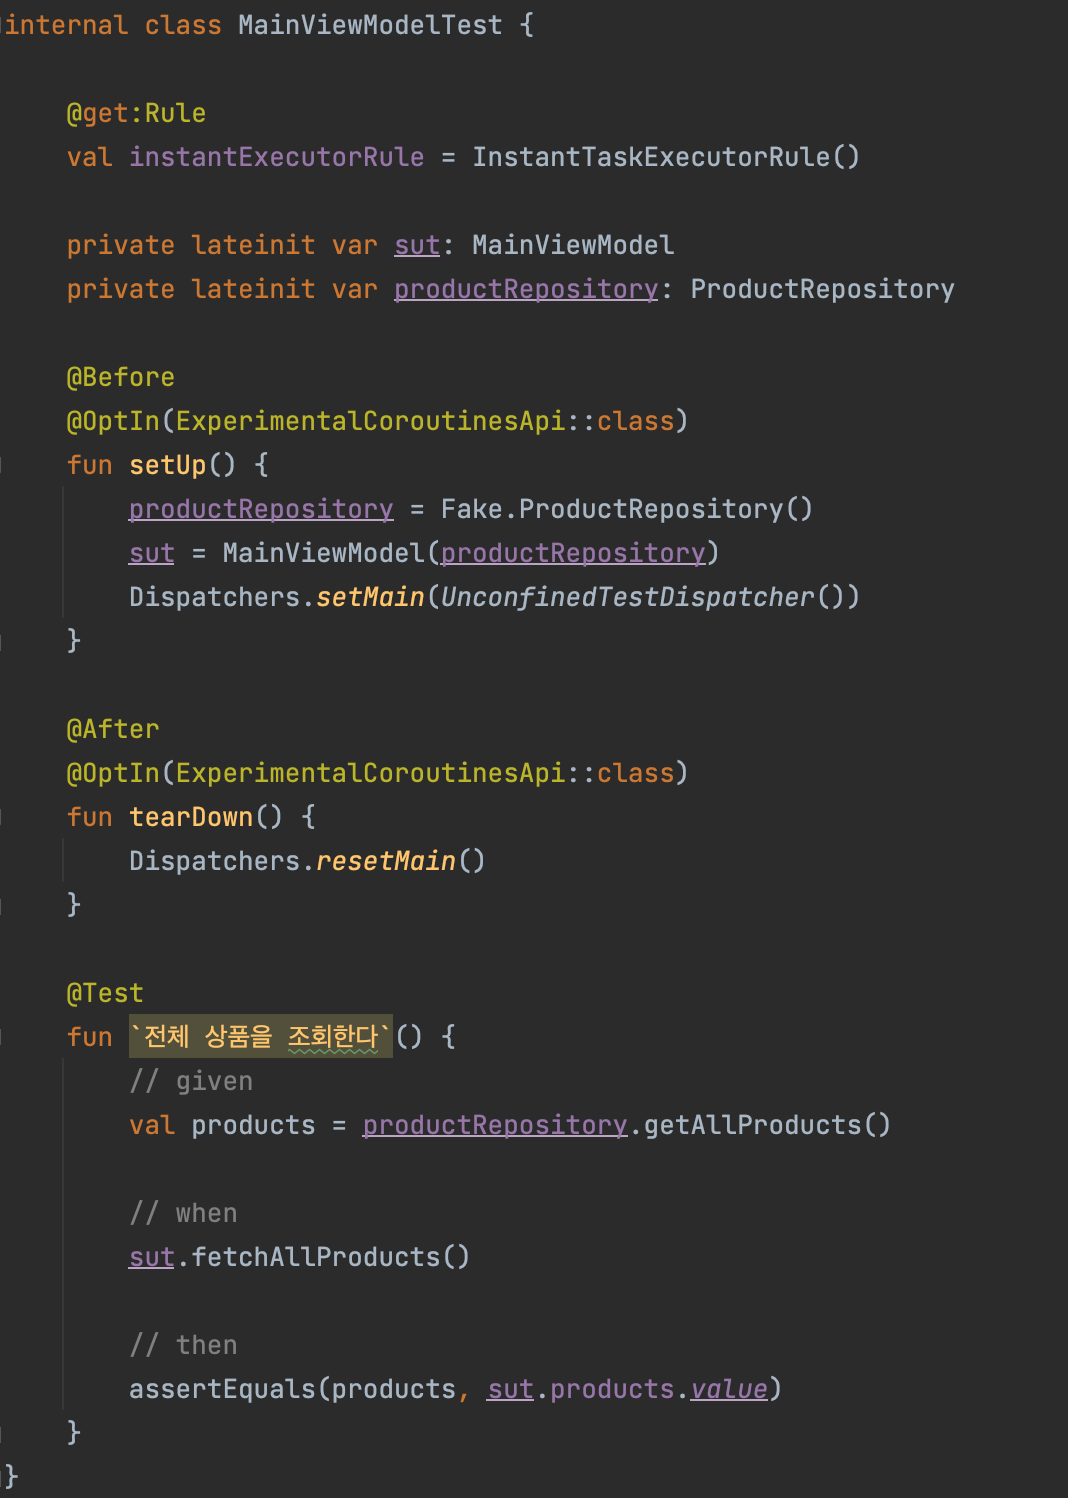 internal class MainViewModelTest {
@get:Rule
val instantExecutorRule = InstantTaskExecutorRule()
private lateinit var sut: MainViewModel
private lateinit var productRepository: ProductRepository
@Before
@OptIn(ExperimentalCoroutinesApi::class)
fun setUp() {
productRepository = Fake.ProductRepository()
sut = MainViewModel(productRepository)
Dispatchers.setMain(UnconfinedTestDispatcher())
}
@After
@OptIn(ExperimentalCoroutinesApi::class)
fun tearDown() {
Dispatchers.resetMain()
}
@Test
fun `전체 상품을 조회한다`() {
// given
val products = productRepository.getAllProducts()
// when
sut.fetchAllProducts()
// then
assertEquals(products, sut.products.value)
}
}